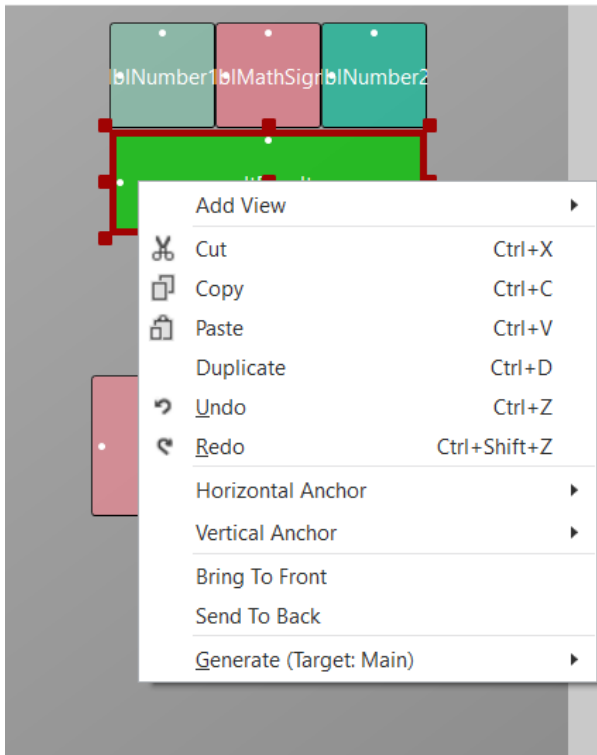 lblNumber1 lblMathSign lblNumber2
Add View
Cut Ctrl+X
Copy Ctrl+C
Paste Ctrl+V
Duplicate Ctrl+D
Undo Ctrl+Z
Redo Ctrl+Shift+Z
Horizontal Anchor
Vertical Anchor
Bring To Front
Send To Back
Generate (Target: Main)